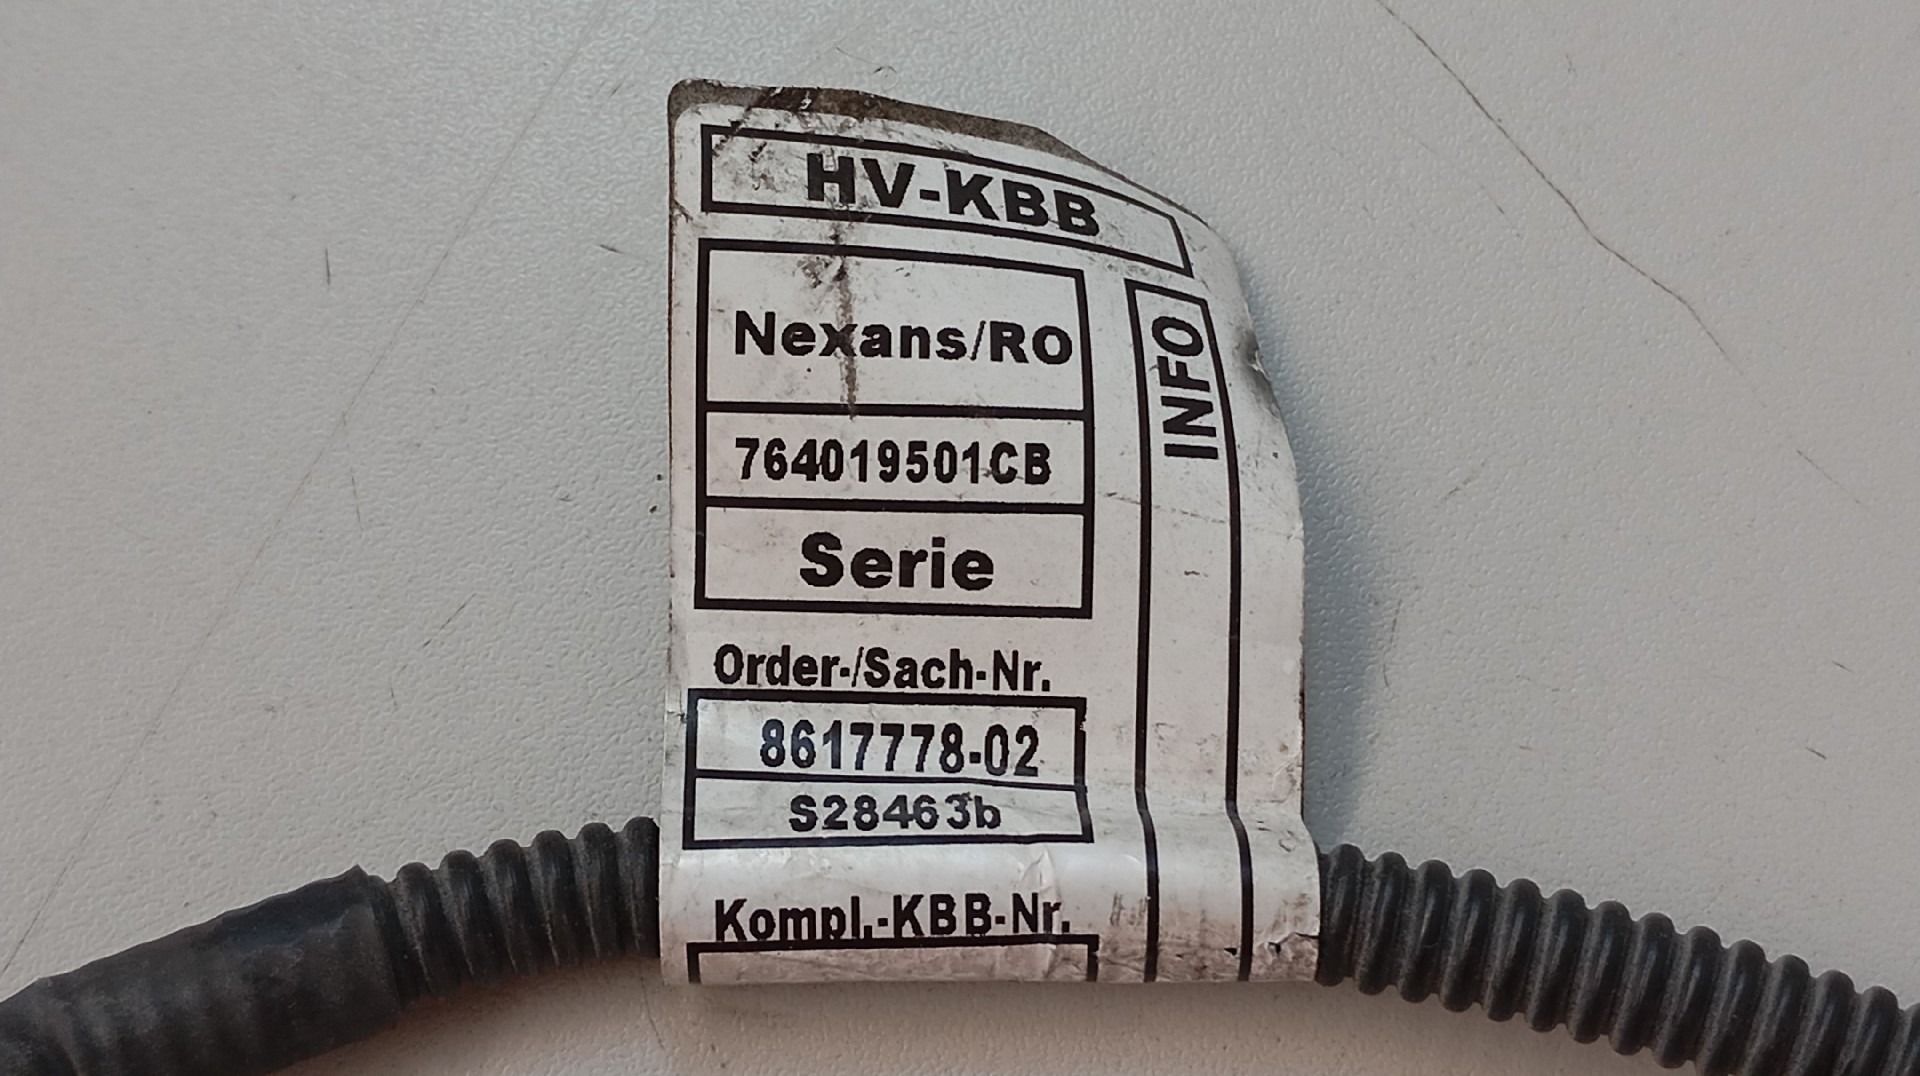 HV-KBB
Nexans/RO
764019501CB
Serie
INFO
Order-/Sach-Nr.
8617778-02
S28463b
Kompl.-KBB-Nr.